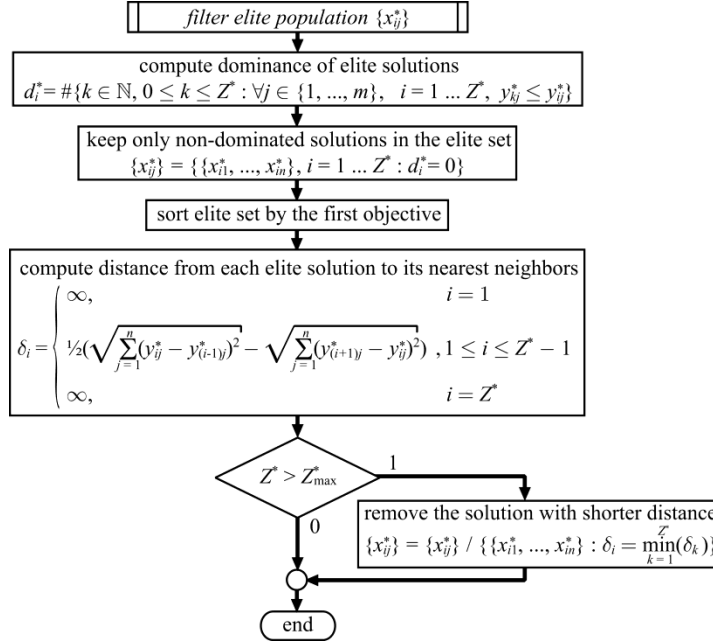 filter elite population {x*ij}
compute dominance of elite solutions
d*i = #{k ∈ ℕ, 0 ≤ k ≤ Z* : ∀j ∈ {1, ..., m},  i = 1 ... Z*, y*kj ≤ y*ij}
keep only non-dominated solutions in the elite set
{x*ij} = {{x*i1, ..., x*in}, i = 1 ... Z* : d*i = 0}
sort elite set by the first objective
compute distance from each elite solution to its nearest neighbors
δi = { ∞, i = 1
½(√∑(j = 1 to n)(y*ij − y*(i-1)j)² − √∑(j = 1 to n)(y*(i+1)j − y*ij)²) , 1 ≤ i ≤ Z* − 1
∞, i = Z*
Z* > Z*max
1
0
remove the solution with shorter distance
{x*ij} = {x*ij} / {{x*i1, ..., x*in} : δi = min(k = 1 to Z*)(δk)}
end